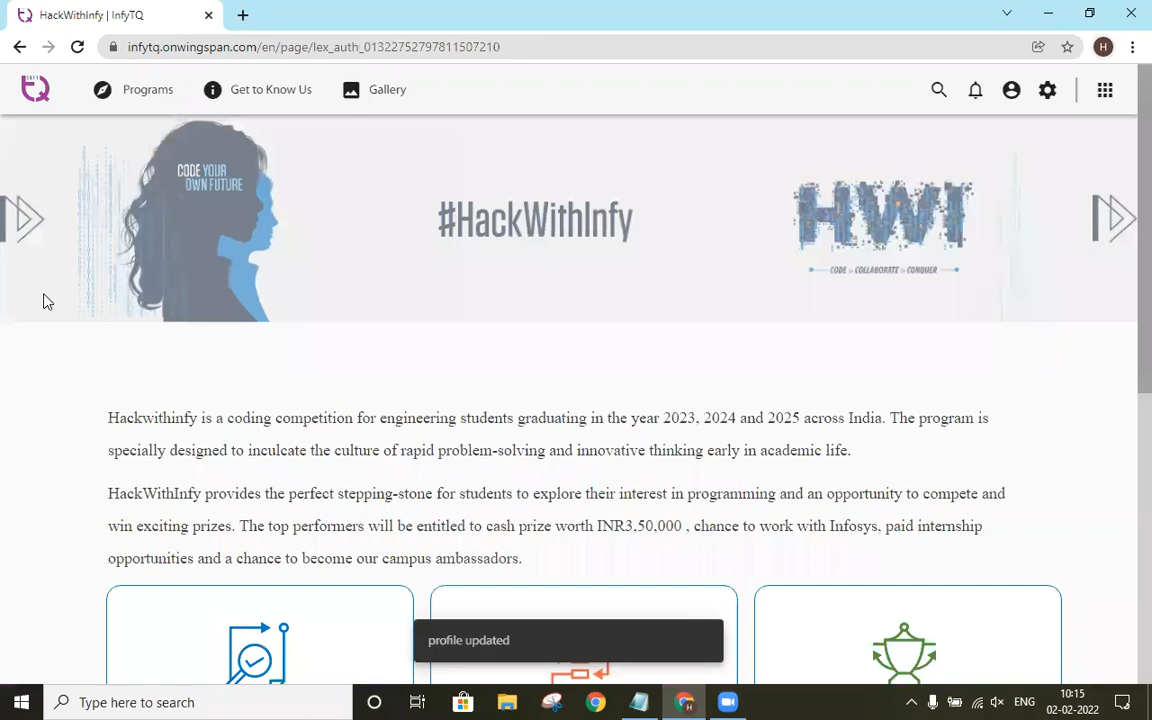 HackWithInfy | InfyTQ
infytq.onwingspan.com/en/page/lex_auth_01322752797811507210
H
INFY
TQ
Programs
Get to Know Us
Gallery
CODE YOUR
OWN FUTURE
#HackWithInfy
HWI
CODE COLLABORATE CONQUER
Hackwithinfy is a coding competition for engineering students graduating in the year 2023, 2024 and 2025 across India. The program is
specially designed to inculcate the culture of rapid problem-solving and innovative thinking early in academic life.
HackWithInfy provides the perfect stepping-stone for students to explore their interest in programming and an opportunity to compete and
win exciting prizes. The top performers will be entitled to cash prize worth INR3,50,000 , chance to work with Infosys, paid internship
opportunities and a chance to become our campus ambassadors.
profile updated
Type here to search
H
ENG
10:15
02-02-2022